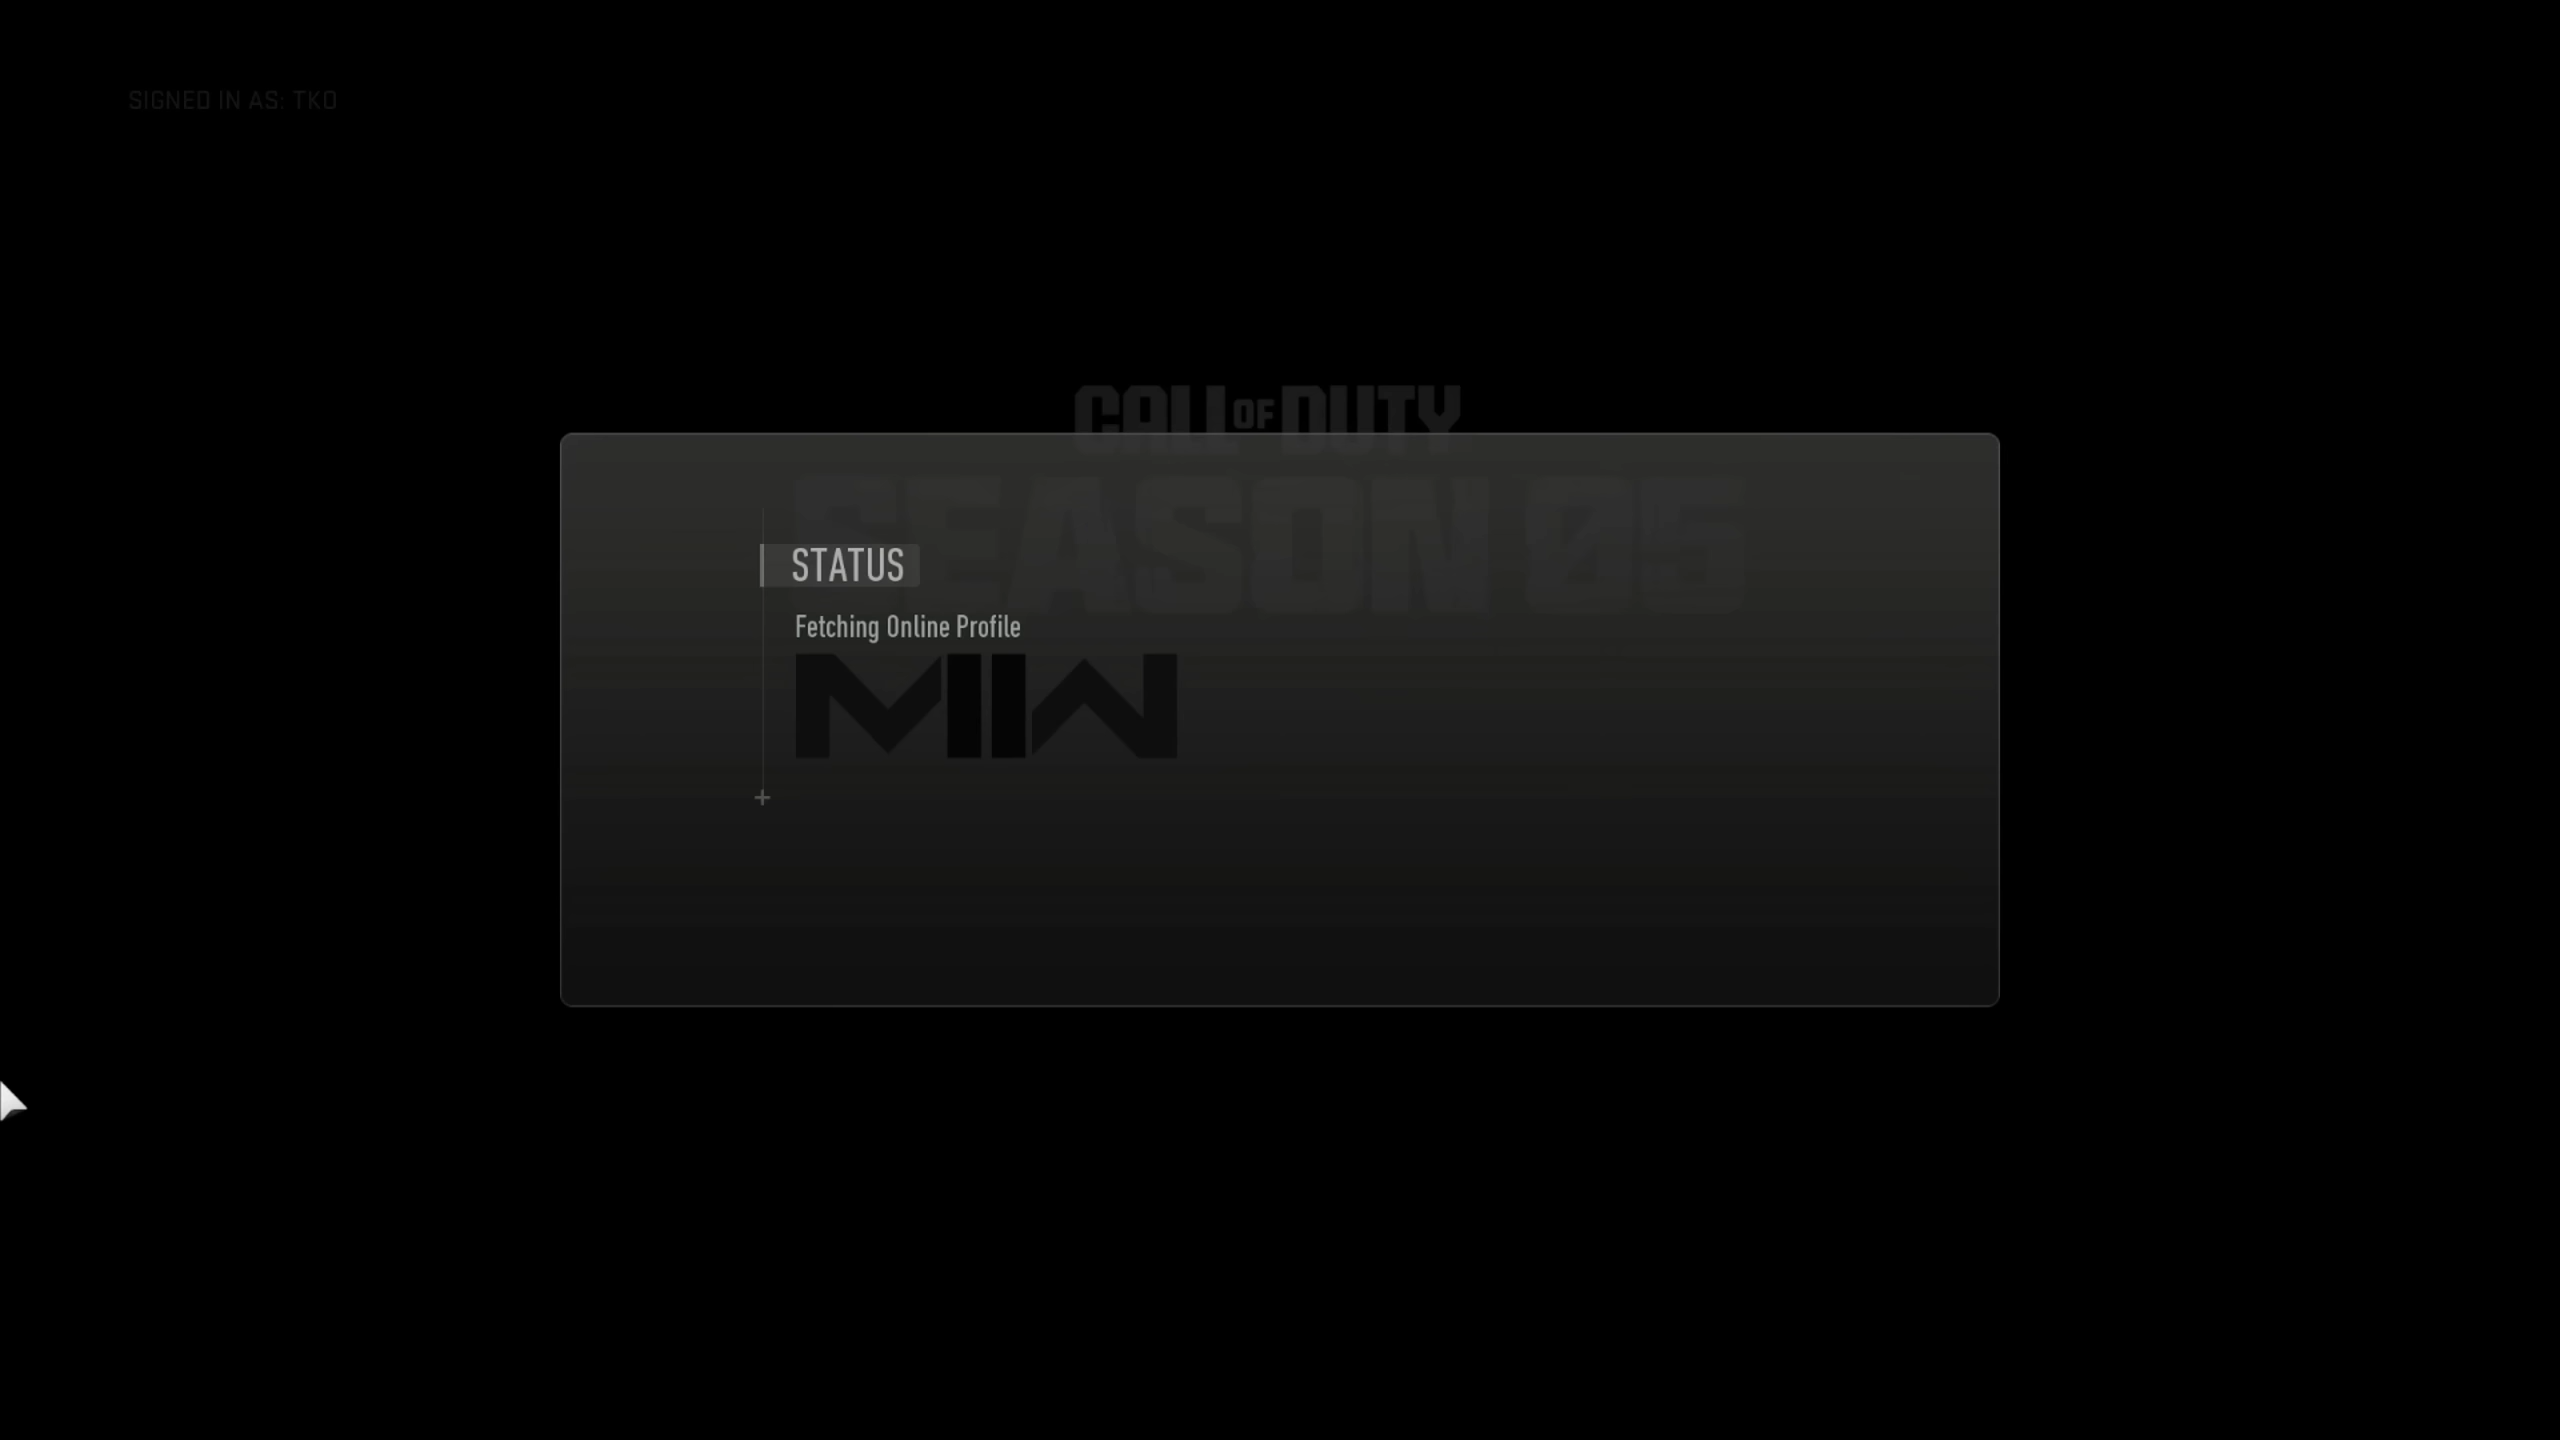 SIGNED IN AS: TKO
CALL OF DUTY
SEASON 05
STATUS
Fetching Online Profile
MIIW